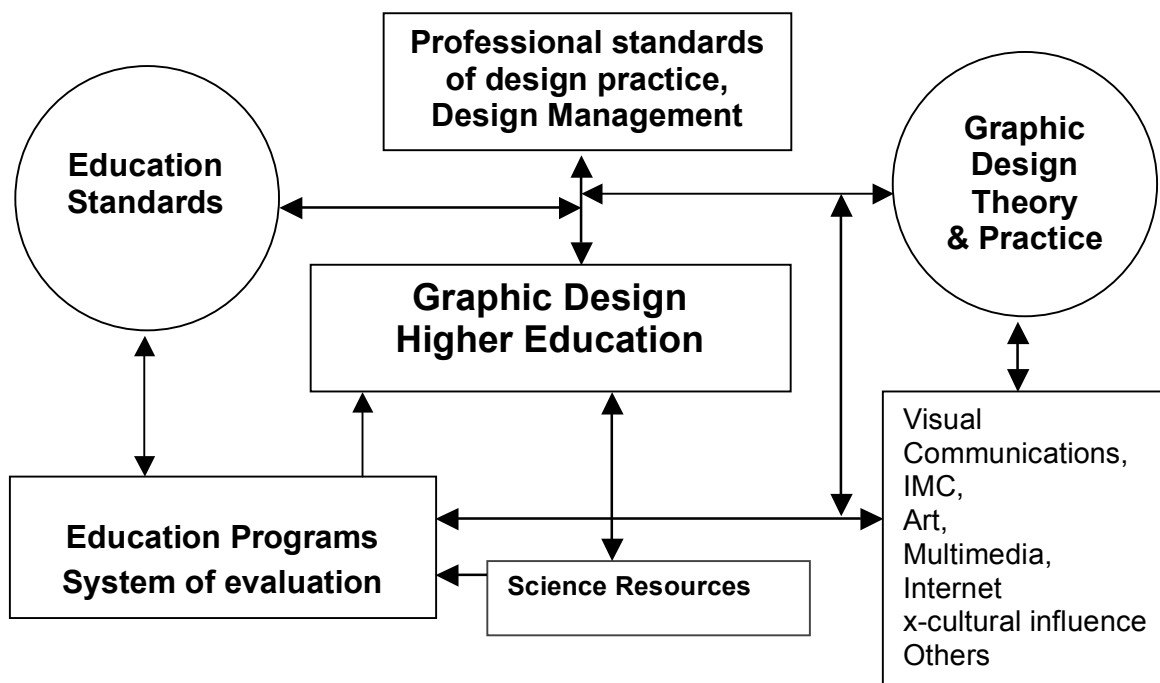 Professional standards
of design practice,
Design Management
Education
Standards
Graphic
Design
Theory
& Practice
Graphic Design
Higher Education
Visual
Communications,
IMC,
Art,
Multimedia,
Internet
x-cultural influence
Others
Education Programs
System of evaluation
Science Resources